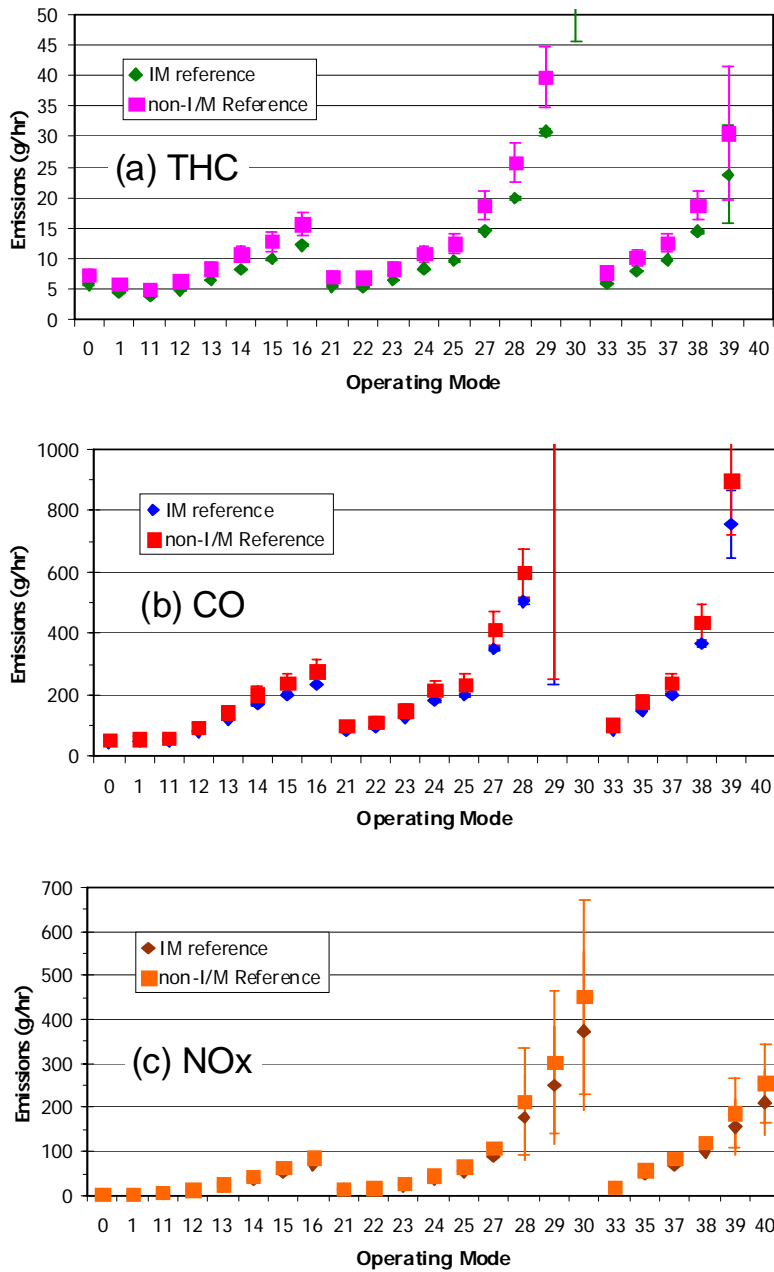 50
45
40
35
30
25
20
15
10
5
0
Emissions (g/hr)
IM reference
non-I/M Reference
(a) THC
0 1 11 12 13 14 15 16 21 22 23 24 25 27 28 29 30 33 35 37 38 39 40
Operating Mode
1000
800
600
400
200
0
Emissions (g/hr)
IM reference
non-I/M Reference
(b) CO
0 1 11 12 13 14 15 16 21 22 23 24 25 27 28 29 30 33 35 37 38 39 40
Operating Mode
700
600
500
400
300
200
100
0
Emissions (g/hr)
IM reference
non-I/M Reference
(c) NOx
0 1 11 12 13 14 15 16 21 22 23 24 25 27 28 29 30 33 35 37 38 39 40
Operating Mode